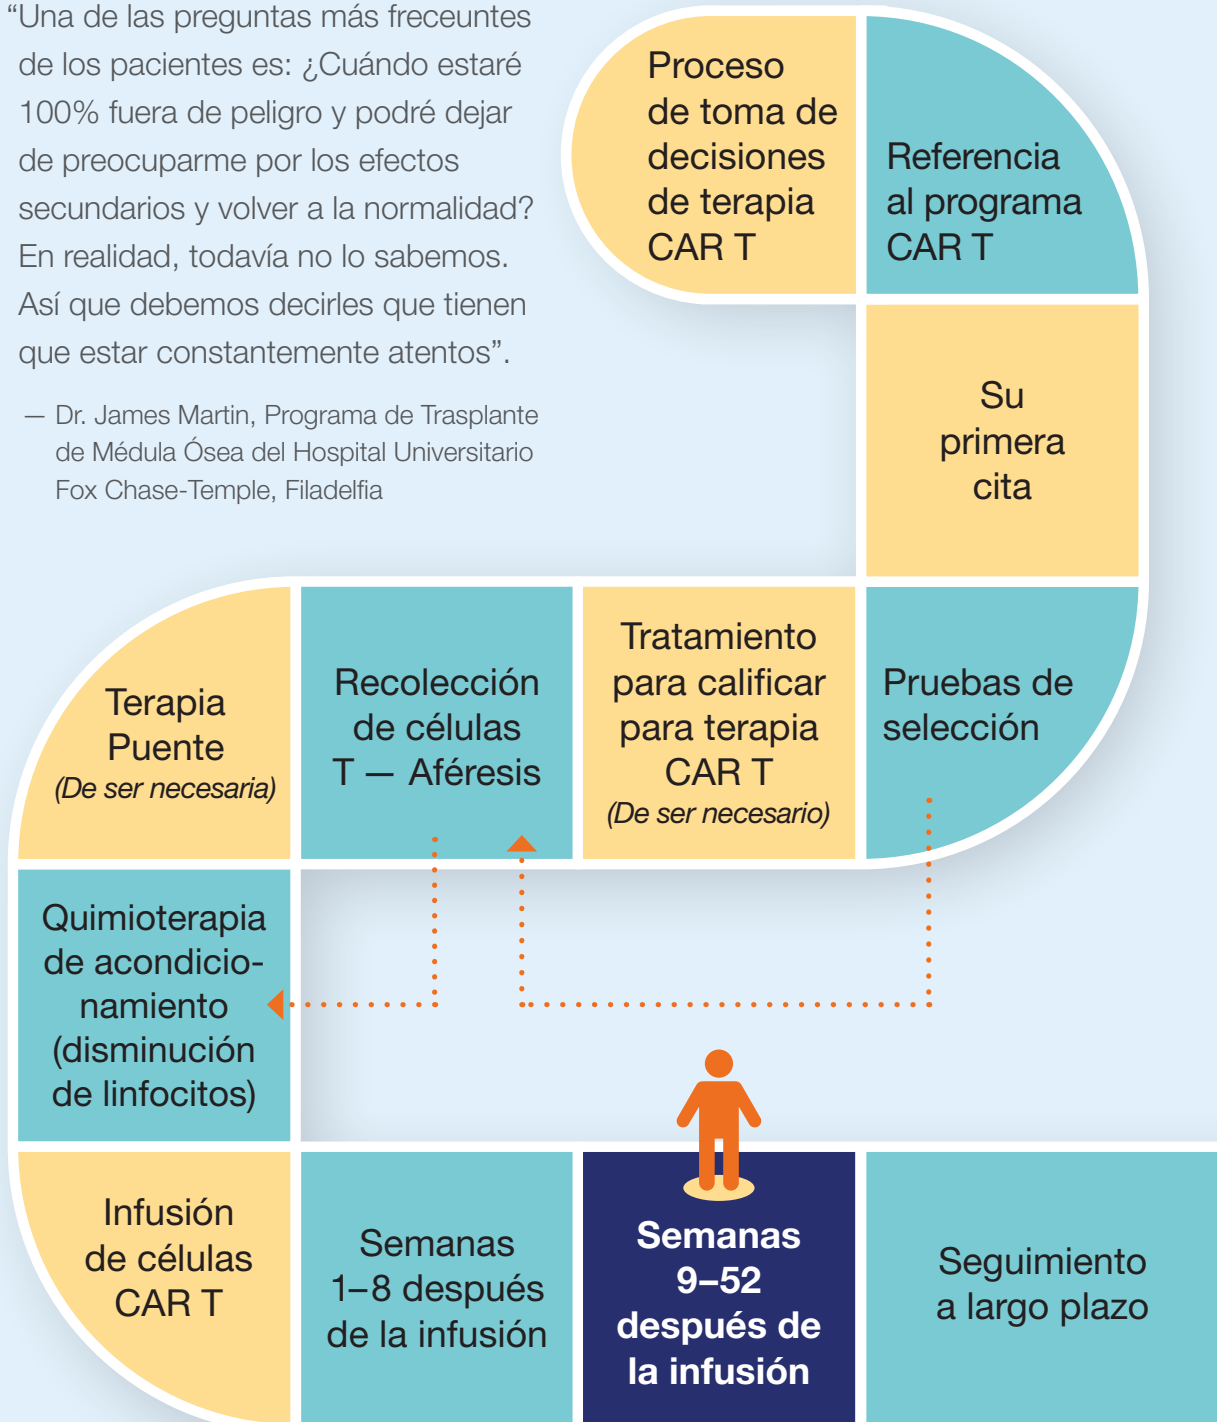 “Una de las preguntas más freceuntes
de los pacientes es: ¿Cuándo estaré
100% fuera de peligro y podré dejar
de preocuparme por los efectos
secundarios y volver a la normalidad?
En realidad, todavía no lo sabemos.
Así que debemos decirles que tienen
que estar constantemente atentos”.
— Dr. James Martin, Programa de Trasplante
de Médula Ósea del Hospital Universitario
Fox Chase-Temple, Filadelfia
Proceso
de toma de
decisiones
de terapia
CAR T
Referencia
al programa
CAR T
Su
primera
cita
Pruebas de
selección
Tratamiento
para calificar
para terapia
CAR T
(De ser necesario)
Recolección
de células
T — Aféresis
Terapia
Puente
(De ser necesaria)
Quimioterapia
de acondicio-
namiento
(disminución
de linfocitos)
Infusión
de células
CAR T
Semanas
1–8 después
de la infusión
Semanas
9–52
después de
la infusión
Seguimiento
a largo plazo